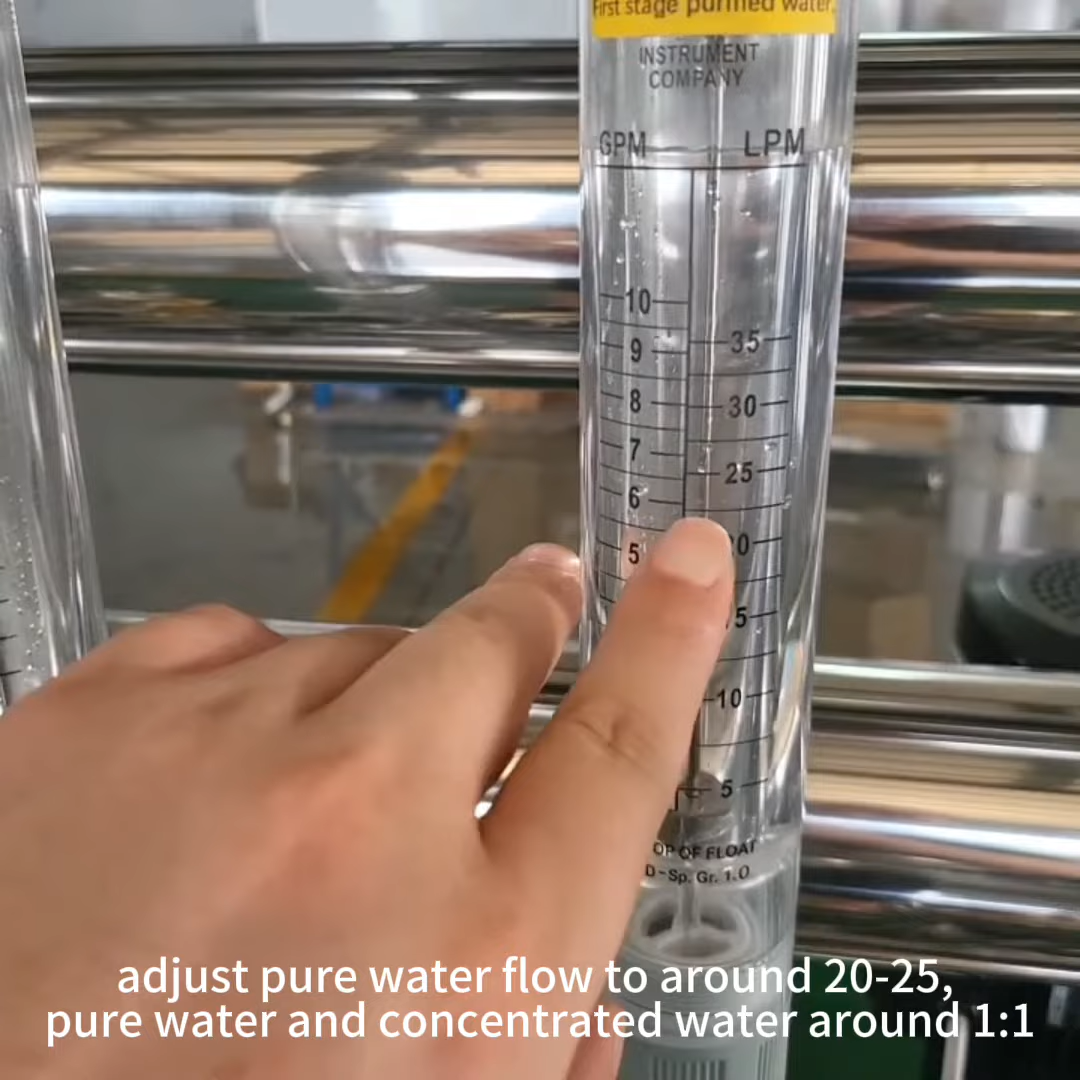 First stage purified water.
INSTRUMENT
COMPANY
GPM LPM
10
9 35
8 30
7
25
6
5
10
5
OF FLOAT
D-Sp. Gr. 1.0
adjust pure water flow to around 20-25,
pure water and concentrated water around 1:1